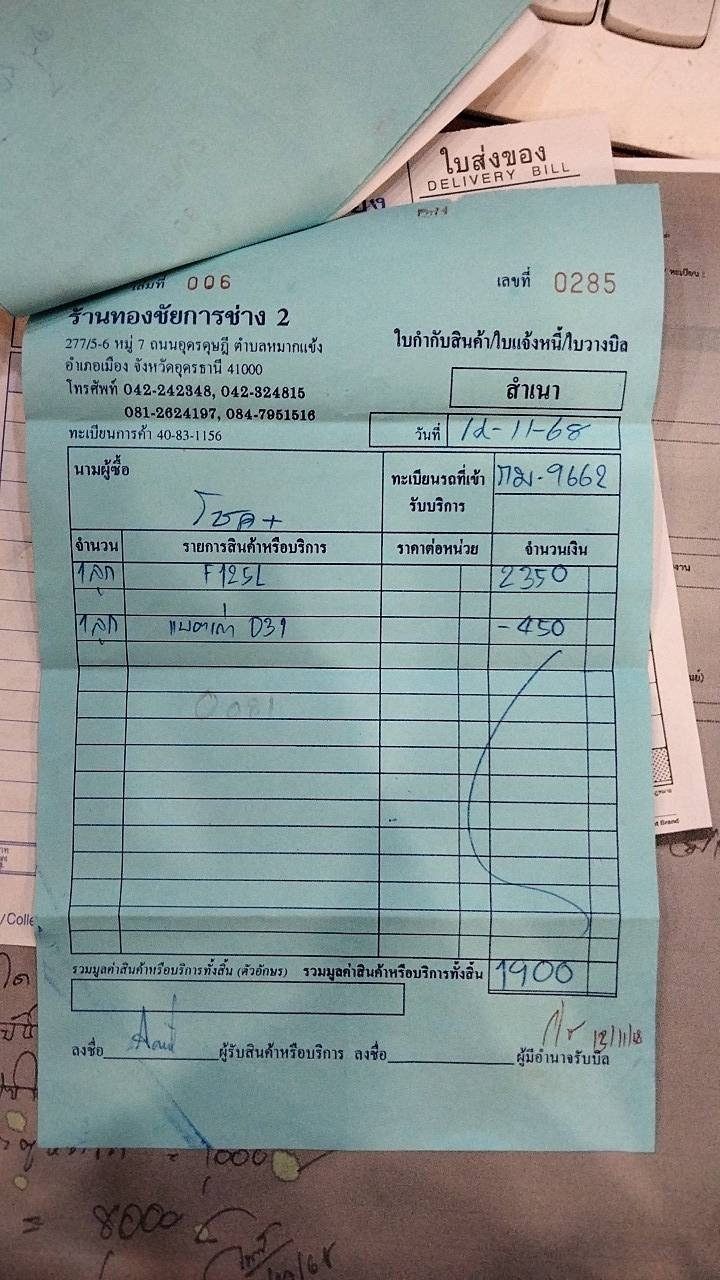 ใบส่งของ
DELIVERY BILL
เล่มที่ 006
เลขที่ 0285
ร้านทองชัยการช่าง 2
277/5-6 หมู่ 7 ถนนอุดรดุษฎี ตำบลหมากแข้ง
อำเภอเมือง จังหวัดอุดรธานี 41000
โทรศัพท์ 042-242348, 042-324815
081-2624197, 084-7951516
ทะเบียนการค้า 40-83-1156
ใบกำกับสินค้า/ใบแจ้งหนี้/ใบวางบิล
สำเนา
วันที่ 12-11-68
นามผู้ซื้อ โชค+
ทะเบียนรถที่เข้ารับบริการ กม-9662
จำนวน รายการสินค้าหรือบริการ ราคาต่อหน่วย จำนวนเงิน
1 ลูก F125L 2350
1 ลูก แบตเก่า D31 -450
รวมมูลค่าสินค้าหรือบริการทั้งสิ้น (ตัวอักษร) รวมมูลค่าสินค้าหรือบริการทั้งสิ้น 1900
13/11/68
ลงชื่อ ผู้รับสินค้าหรือบริการ ลงชื่อ ผู้มีอำนาจรับบิล
= 1000
= 8000